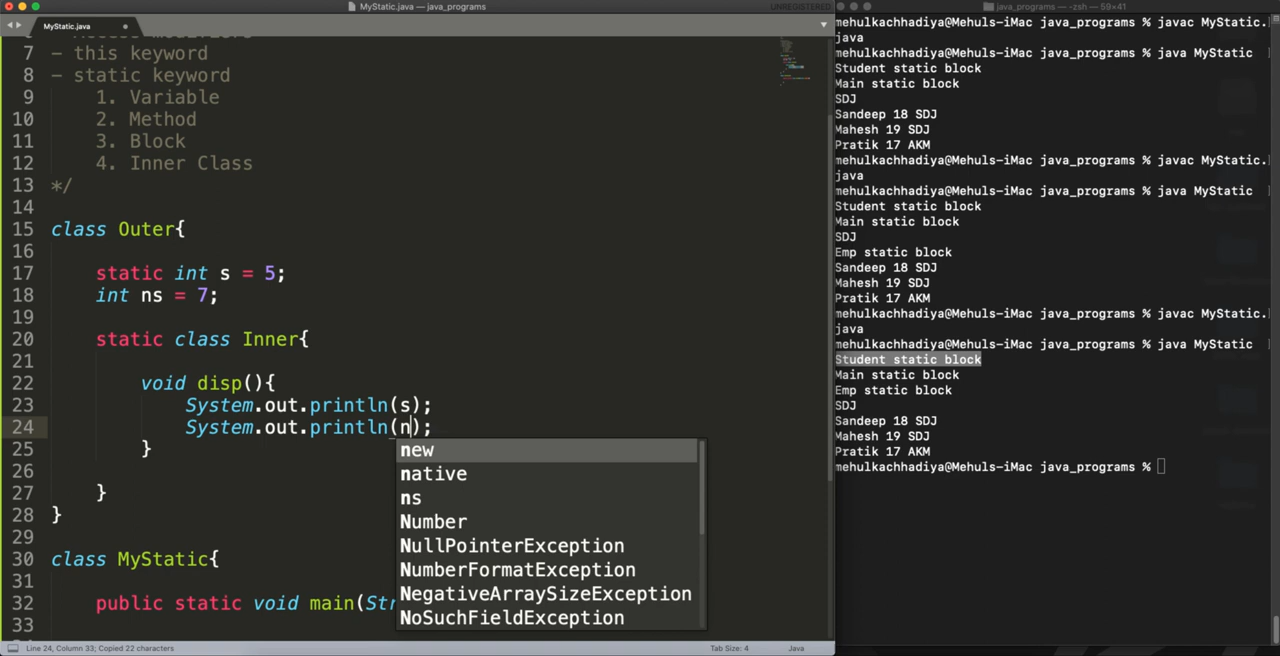 MyStatic.java — java_programs
UNREGISTERED
MyStatic.java
7 - this keyword
8 - static keyword
9 1. Variable
10 2. Method
11 3. Block
12 4. Inner Class
13 */
14
15 class Outer{
16
17 static int s = 5;
18 int ns = 7;
19
20 static class Inner{
21
22 void disp(){
23 System.out.println(s);
24 System.out.println(n);
25 }
26
27 }
28 }
29
30 class MyStatic{
31
32 public static void main(Str
33
new
native
ns
Number
NullPointerException
NumberFormatException
NegativeArraySizeException
NoSuchFieldException
Line 24, Column 33; Copied 22 characters
Tab Size: 4
Java
java_programs — -zsh — 59×41
mehulkachhadiya@Mehuls-iMac java_programs % javac MyStatic.
java
mehulkachhadiya@Mehuls-iMac java_programs % java MyStatic
Student static block
Main static block
SDJ
Sandeep 18 SDJ
Mahesh 19 SDJ
Pratik 17 AKM
mehulkachhadiya@Mehuls-iMac java_programs % javac MyStatic.
java
mehulkachhadiya@Mehuls-iMac java_programs % java MyStatic
Student static block
Main static block
SDJ
Emp static block
Sandeep 18 SDJ
Mahesh 19 SDJ
Pratik 17 AKM
mehulkachhadiya@Mehuls-iMac java_programs % javac MyStatic.
java
mehulkachhadiya@Mehuls-iMac java_programs % java MyStatic
Student static block
Main static block
Emp static block
SDJ
Sandeep 18 SDJ
Mahesh 19 SDJ
Pratik 17 AKM
mehulkachhadiya@Mehuls-iMac java_programs %